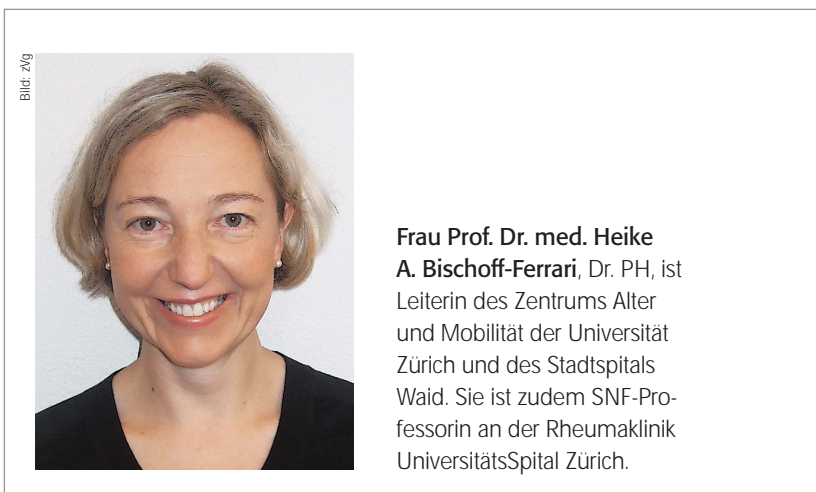 Bild: zVg
Frau Prof. Dr. med. Heike
A. Bischoff-Ferrari, Dr. PH, ist
Leiterin des Zentrums Alter
und Mobilität der Universität
Zürich und des Stadtspitals
Waid. Sie ist zudem SNF-Pro-
fessorin an der Rheumaklinik
UniversitätsSpital Zürich.